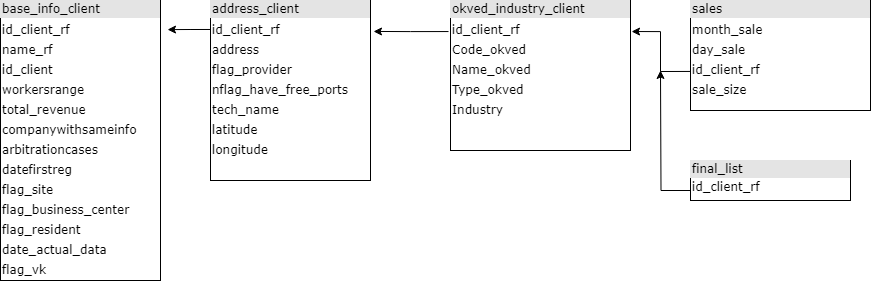 base_info_client
id_client_rf
name_rf
id_client
workersrange
total_revenue
companywithsameinfo
arbitrationcases
datefirstreg
flag_site
flag_business_center
flag_resident
date_actual_data
flag_vk
address_client
id_client_rf
address
flag_provider
nflag_have_free_ports
tech_name
latitude
longitude
okved_industry_client
id_client_rf
Code_okved
Name_okved
Type_okved
Industry
sales
month_sale
day_sale
id_client_rf
sale_size
final_list
id_client_rf